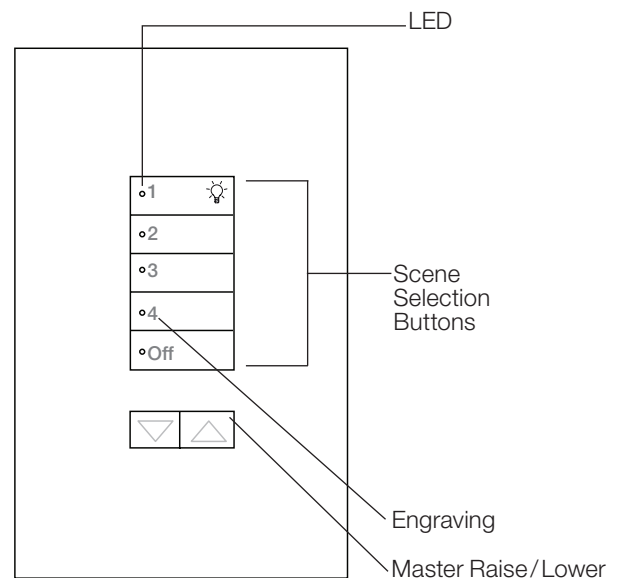 LED
1
2
3
4
Off
Scene
Selection
Buttons
Engraving
Master Raise/Lower